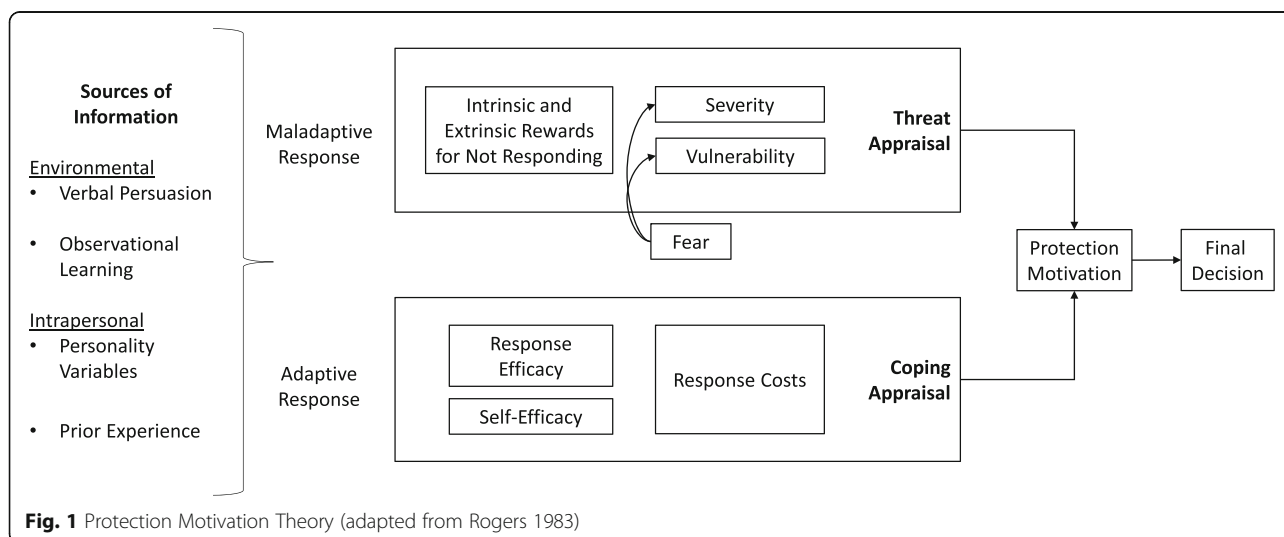 Sources of
Information
Environmental
• Verbal Persuasion
• Observational
Learning
Intrapersonal
• Personality
Variables
• Prior Experience
Maladaptive
Response
Intrinsic and
Extrinsic Rewards
for Not Responding
Severity
Vulnerability
Threat
Appraisal
Fear
Adaptive
Response
Response
Efficacy
Self-Efficacy
Response Costs
Coping
Appraisal
Protection
Motivation
Final
Decision
Fig. 1 Protection Motivation Theory (adapted from Rogers 1983)